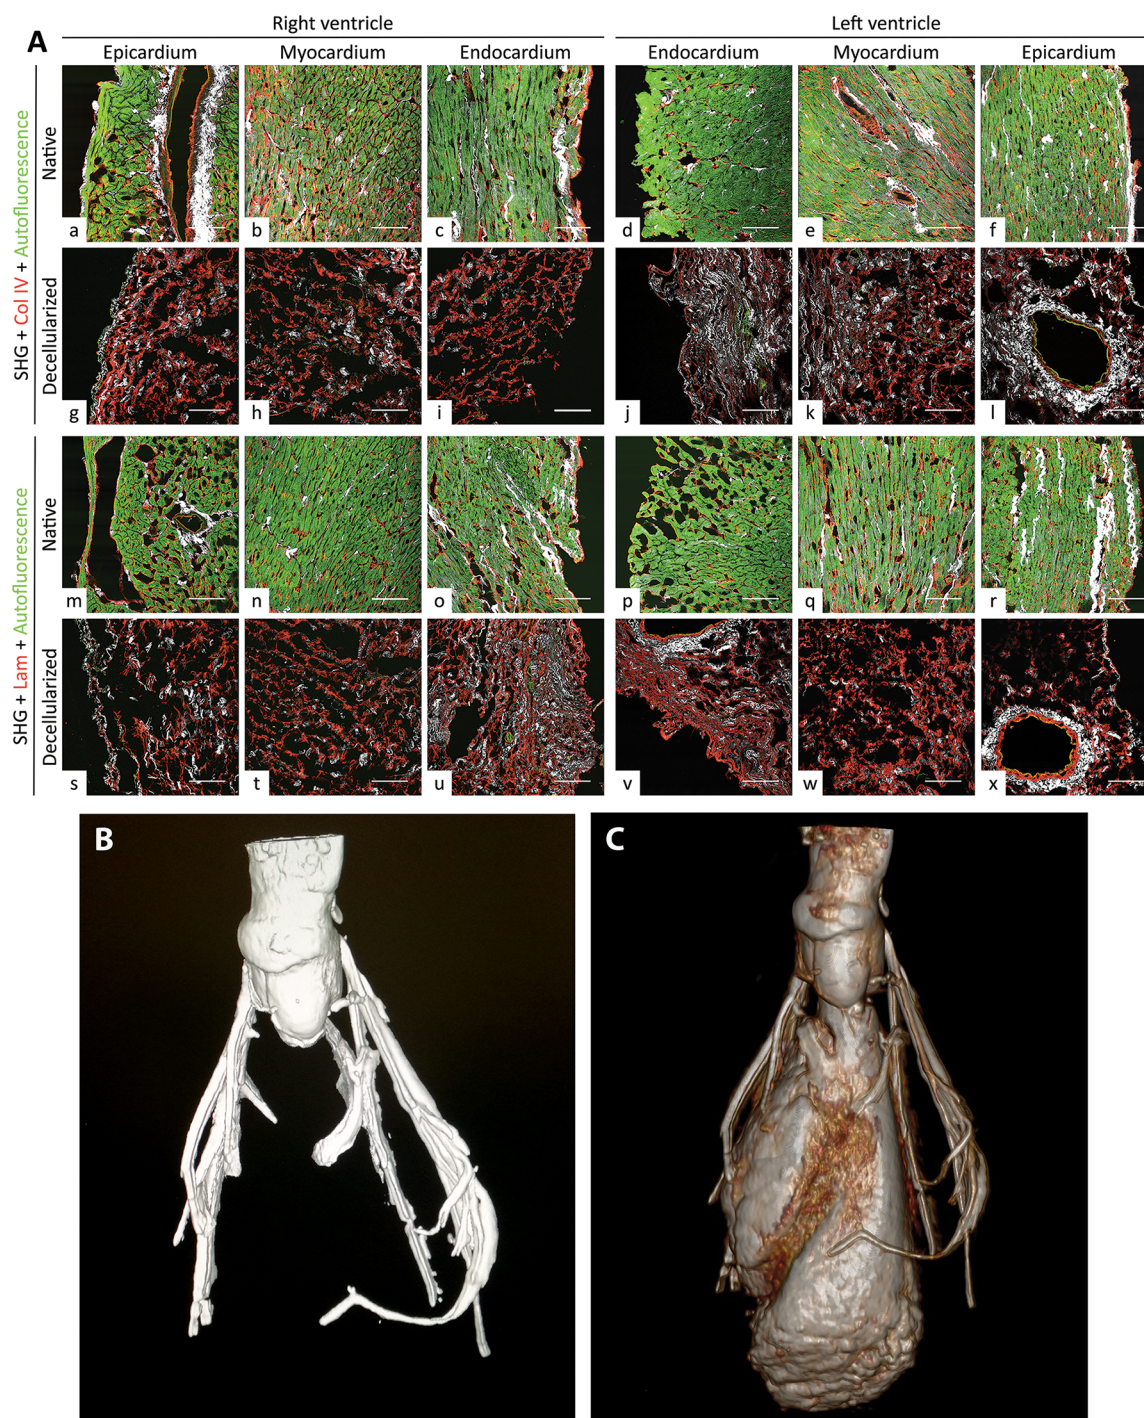 A
Right ventricle
Left ventricle
Epicardium
Myocardium
Endocardium
Endocardium
Myocardium
Epicardium
SHG + Col IV + Autofluorescence
Native
a
b
c
d
e
f
Decellularized
g
h
i
j
k
l
SHG + Lam + Autofluorescence
Native
m
n
o
p
q
r
Decellularized
s
t
u
v
w
x
B
C